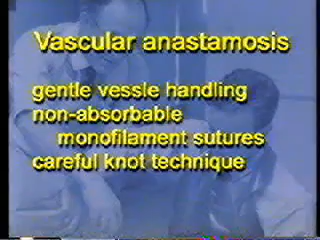 Vascular anastamosis
gentle vessle handling
non-absorbable
monofilament sutures
careful knot technique